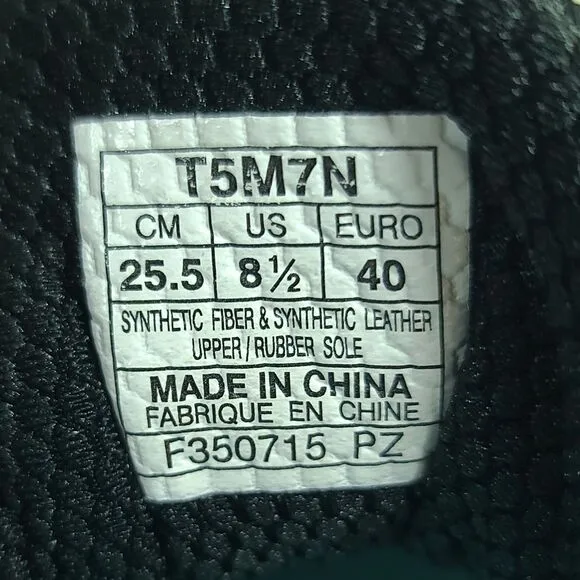 T5M7N
CM US EURO
25.5 8½ 40
SYNTHETIC FIBER & SYNTHETIC LEATHER
UPPER / RUBBER SOLE
MADE IN CHINA
FABRIQUE EN CHINE
F350715 PZ